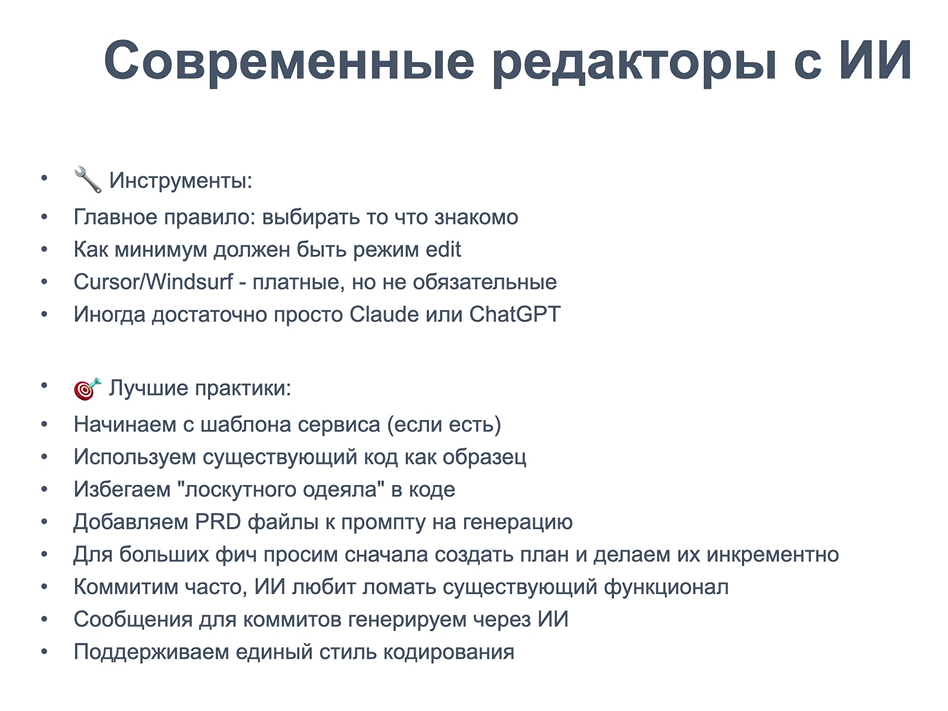 Современные редакторы с ИИ
• 🔧 Инструменты:
• Главное правило: выбирать то что знакомо
• Как минимум должен быть режим edit
• Cursor/Windsurf - платные, но не обязательные
• Иногда достаточно просто Claude или ChatGPT
• 🎯 Лучшие практики:
• Начинаем с шаблона сервиса (если есть)
• Используем существующий код как образец
• Избегаем "лоскутного одеяла" в коде
• Добавляем PRD файлы к промпту на генерацию
• Для больших фич просим сначала создать план и делаем их инкрементно
• Коммитим часто, ИИ любит ломать существующий функционал
• Сообщения для коммитов генерируем через ИИ
• Поддерживаем единый стиль кодирования